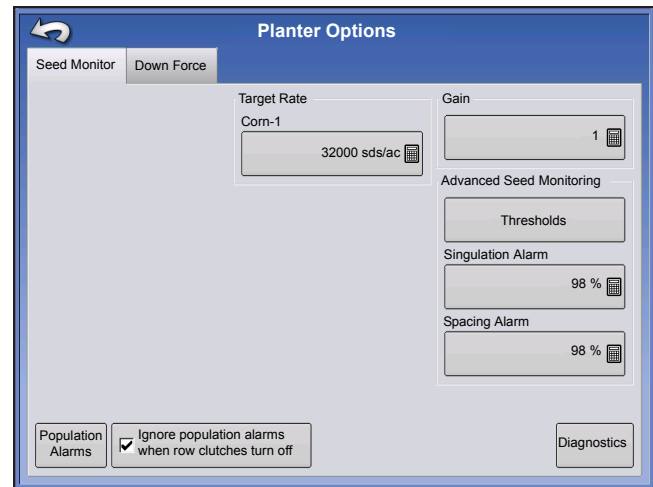 Planter Options
Seed Monitor
Down Force
Target Rate
Corn-1
32000 sds/ac
Gain
1
Advanced Seed Monitoring
Thresholds
Singulation Alarm
98 %
Spacing Alarm
98 %
Population
Alarms
Ignore population alarms
when row clutches turn off
Diagnostics